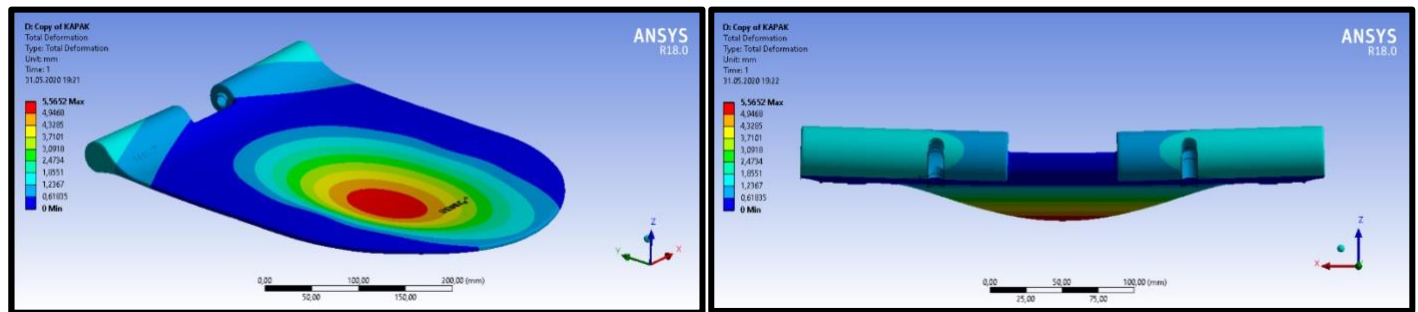 D: Copy of KAPAK
Total Deformation
Type: Total Deformation
Unit: mm
Time: 1
31.05.2020 19:21
ANSYS
R18.0
5,5652 Max
4,9468
4,3285
3,7101
3,0918
2,4734
1,8551
1,2367
0,61835
0 Min
Z
Y
X
0,00
100,00
200,00 (mm)
50,00
150,00
D: Copy of KAPAK
Total Deformation
Type: Total Deformation
Unit: mm
Time: 1
31.05.2020 19:22
ANSYS
R18.0
5,5652 Max
4,9468
4,3285
3,7101
3,0918
2,4734
1,8551
1,2367
0,61835
0 Min
Z
X
0,00
50,00
100,00 (mm)
25,00
75,00